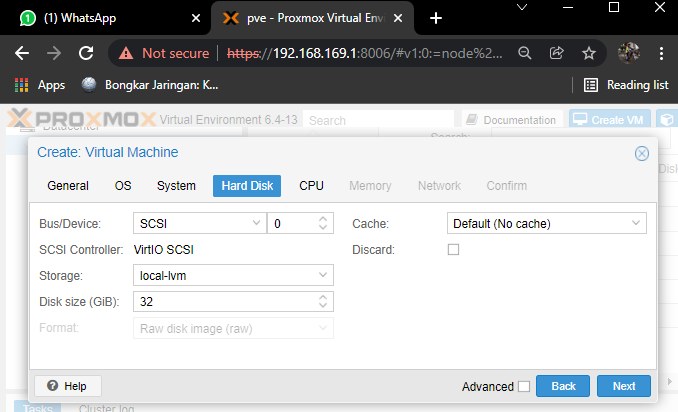 (1) WhatsApp
pve - Proxmox Virtual Envi
Not secure https://192.168.169.1:8006/#v1:0:=node%2...
Apps Bongkar Jaringan: K... Reading list
PROXMOX Virtual Environment 6.4-13 Search Documentation Create VM
Datacenter Search:
Disk
Create: Virtual Machine
General OS System Hard Disk CPU Memory Network Confirm
Bus/Device: SCSI 0 Cache: Default (No cache)
SCSI Controller: VirtIO SCSI Discard:
Storage: local-lvm
Disk size (GiB): 32
Format: Raw disk image (raw)
Help Advanced Back Next
Tasks Cluster log